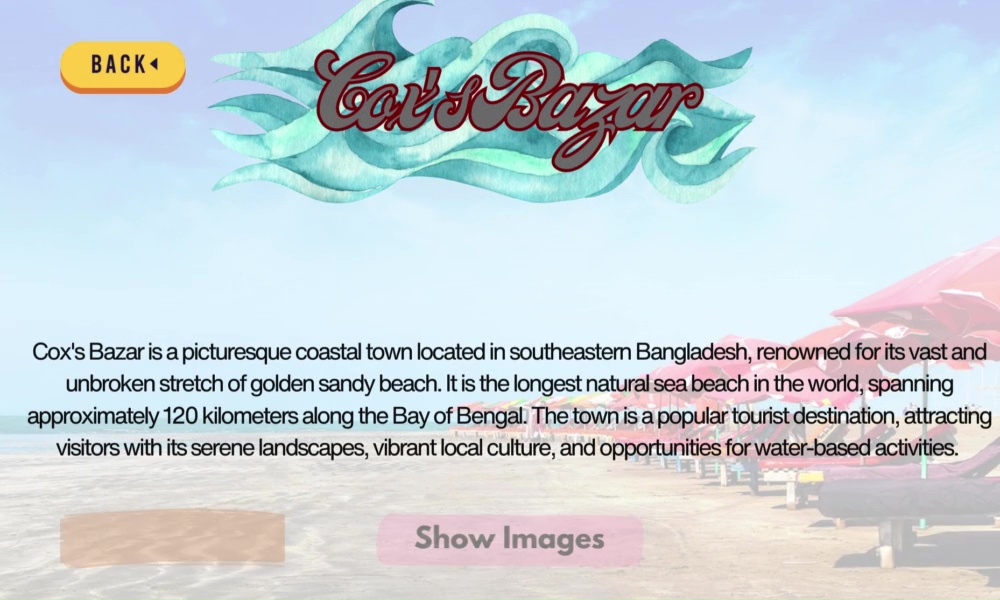 BACK
Cox's Bazar
Cox's Bazar is a picturesque coastal town located in southeastern Bangladesh, renowned for its vast and
unbroken stretch of golden sandy beach. It is the longest natural sea beach in the world, spanning
approximately 120 kilometers along the Bay of Bengal. The town is a popular tourist destination, attracting
visitors with its serene landscapes, vibrant local culture, and opportunities for water-based activities.
Show Images